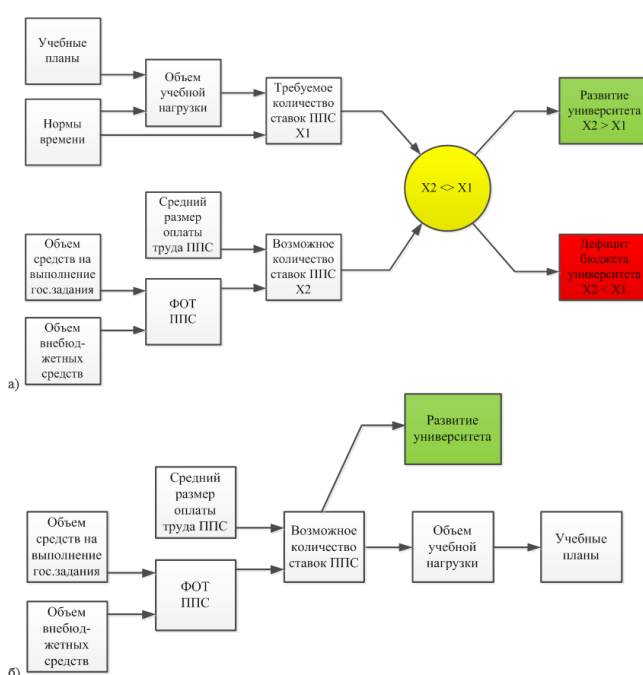 Учебные
планы
Нормы
времени
Объем
учебной
нагрузки
Требуемое
количество
ставок ППС
X1
Средний
размер
оплаты
труда ППС
Объем
средств на
выполнение
гос.задания
Объем
внебюд-
жетных
средств
ФОТ
ППС
Возможное
количество
ставок ППС
X2
X2 <> X1
Развитие
университета
X2 > X1
Дефицит
бюджета
университета
X2 < X1
а)
Развитие
университета
Средний
размер
оплаты
труда ППС
Объем
средств на
выполнение
гос.задания
Объем
внебюд-
жетных
средств
ФОТ
ППС
Возможное
количество
ставок ППС
Объем
учебной
нагрузки
Учебные
планы
б)